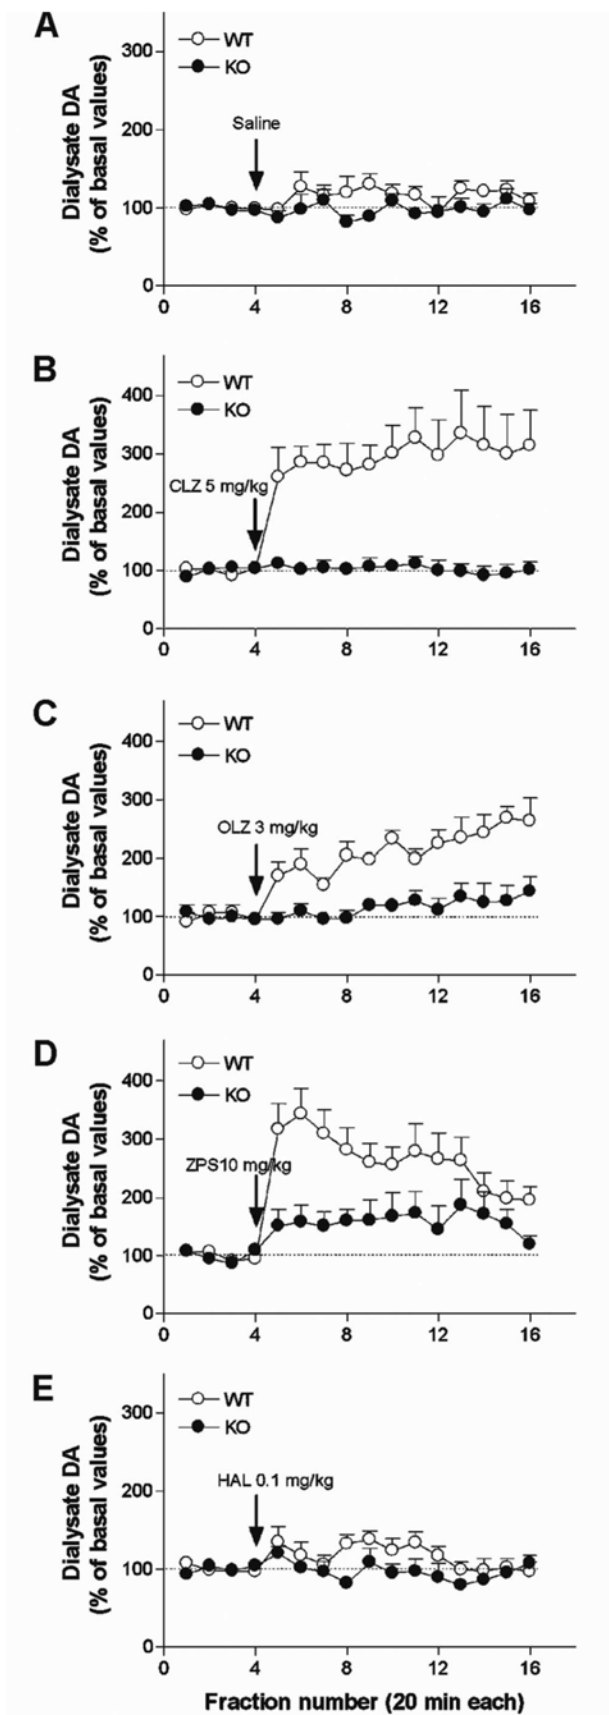 A
Dialysate DA
(% of basal values)
WT
KO
Saline
300
200
100
0
0 4 8 12 16
B
Dialysate DA
(% of basal values)
WT
KO
CLZ 5 mg/kg
400
300
200
100
0
0 4 8 12 16
C
Dialysate DA
(% of basal values)
WT
KO
OLZ 3 mg/kg
400
300
200
100
0
0 4 8 12 16
D
Dialysate DA
(% of basal values)
WT
KO
ZPS10 mg/kg
400
300
200
100
0
0 4 8 12 16
E
Dialysate DA
(% of basal values)
WT
KO
HAL 0.1 mg/kg
300
200
100
0
0 4 8 12 16
Fraction number (20 min each)